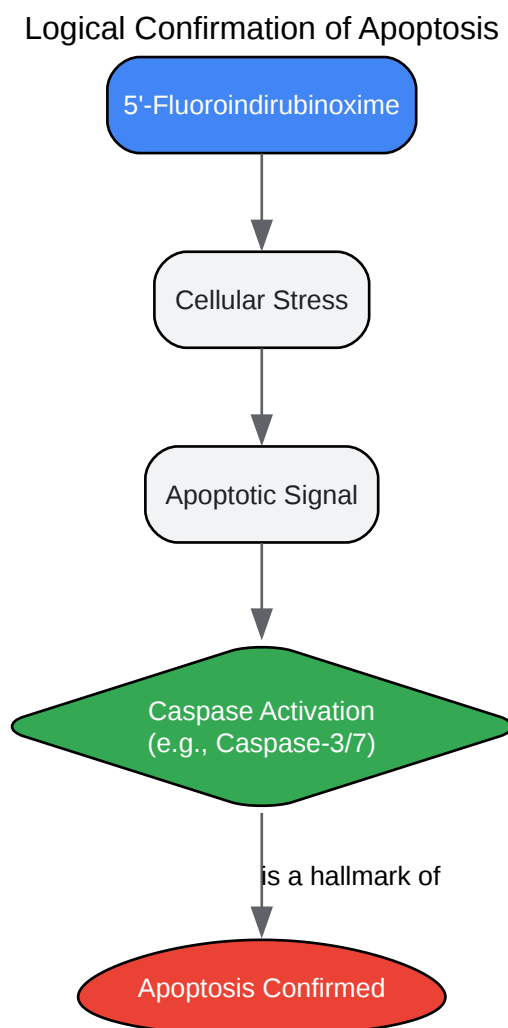 Logical Confirmation of Apoptosis
5'-Fluoroindirubinoxime
Cellular Stress
Apoptotic Signal
Caspase Activation
(e.g., Caspase-3/7)
is a hallmark of
Apoptosis Confirmed